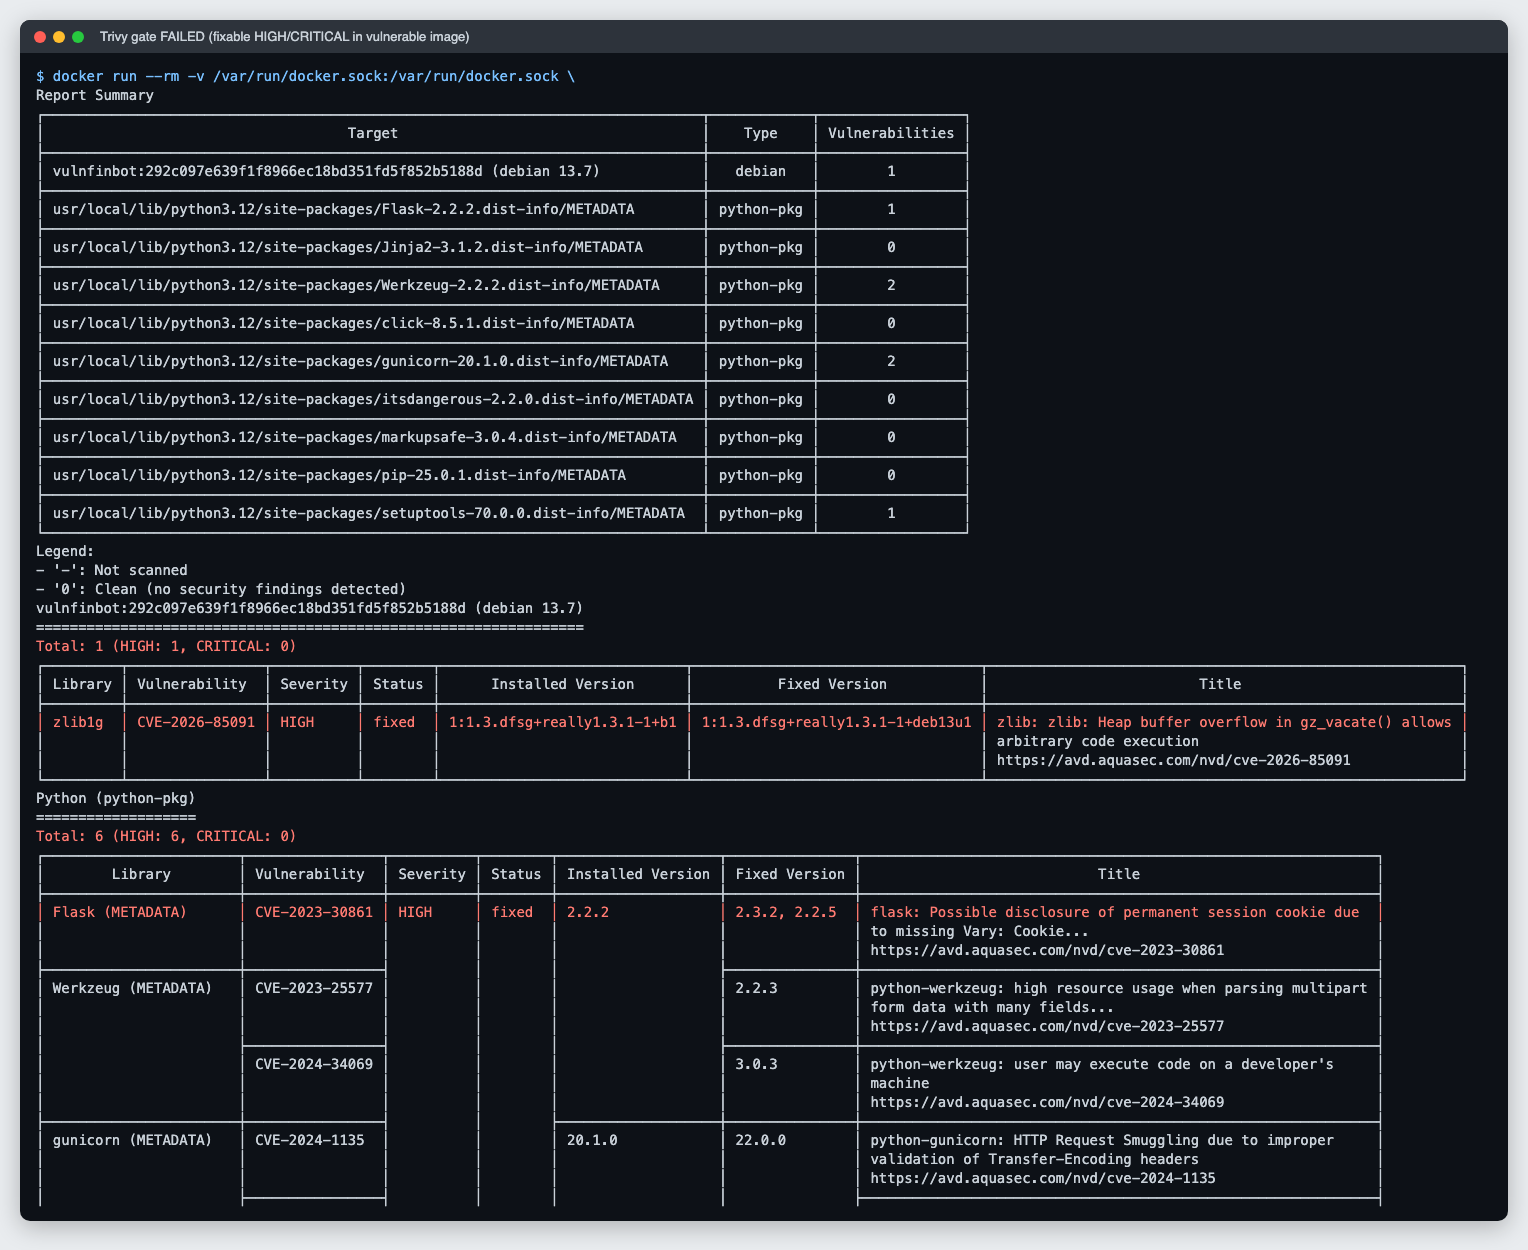 Trivy gate FAILED (fixable HIGH/CRITICAL in vulnerable image)
$ docker run --rm -v /var/run/docker.sock:/var/run/docker.sock \
Report Summary
Target Type Vulnerabilities
vulnfinbot:292c097e639f1f8966ec18bd351fd5f852b5188d (debian 13.7) debian 1
usr/local/lib/python3.12/site-packages/Flask-2.2.2.dist-info/METADATA python-pkg 1
usr/local/lib/python3.12/site-packages/Jinja2-3.1.2.dist-info/METADATA python-pkg 0
usr/local/lib/python3.12/site-packages/Werkzeug-2.2.2.dist-info/METADATA python-pkg 2
usr/local/lib/python3.12/site-packages/click-8.5.1.dist-info/METADATA python-pkg 0
usr/local/lib/python3.12/site-packages/gunicorn-20.1.0.dist-info/METADATA python-pkg 2
usr/local/lib/python3.12/site-packages/itsdangerous-2.2.0.dist-info/METADATA python-pkg 0
usr/local/lib/python3.12/site-packages/markupsafe-3.0.4.dist-info/METADATA python-pkg 0
usr/local/lib/python3.12/site-packages/pip-25.0.1.dist-info/METADATA python-pkg 0
usr/local/lib/python3.12/site-packages/setuptools-70.0.0.dist-info/METADATA python-pkg 1
Legend:
- '-': Not scanned
- '0': Clean (no security findings detected)
vulnfinbot:292c097e639f1f8966ec18bd351fd5f852b5188d (debian 13.7)
=================================================================
Total: 1 (HIGH: 1, CRITICAL: 0)
Library Vulnerability Severity Status Installed Version Fixed Version Title
zlib1g CVE-2026-85091 HIGH fixed 1:1.3.dfsg+really1.3.1-1+b1 1:1.3.dfsg+really1.3.1-1+deb13u1 zlib: zlib: Heap buffer overflow in gz_vacate() allows
arbitrary code execution
https://avd.aquasec.com/nvd/cve-2026-85091
Python (python-pkg)
===================
Total: 6 (HIGH: 6, CRITICAL: 0)
Library Vulnerability Severity Status Installed Version Fixed Version Title
Flask (METADATA) CVE-2023-30861 HIGH fixed 2.2.2 2.3.2, 2.2.5 flask: Possible disclosure of permanent session cookie due
to missing Vary: Cookie...
https://avd.aquasec.com/nvd/cve-2023-30861
Werkzeug (METADATA) CVE-2023-25577 2.2.3 python-werkzeug: high resource usage when parsing multipart
form data with many fields...
https://avd.aquasec.com/nvd/cve-2023-25577
CVE-2024-34069 3.0.3 python-werkzeug: user may execute code on a developer's
machine
https://avd.aquasec.com/nvd/cve-2024-34069
gunicorn (METADATA) CVE-2024-1135 20.1.0 22.0.0 python-gunicorn: HTTP Request Smuggling due to improper
validation of Transfer-Encoding headers
https://avd.aquasec.com/nvd/cve-2024-1135